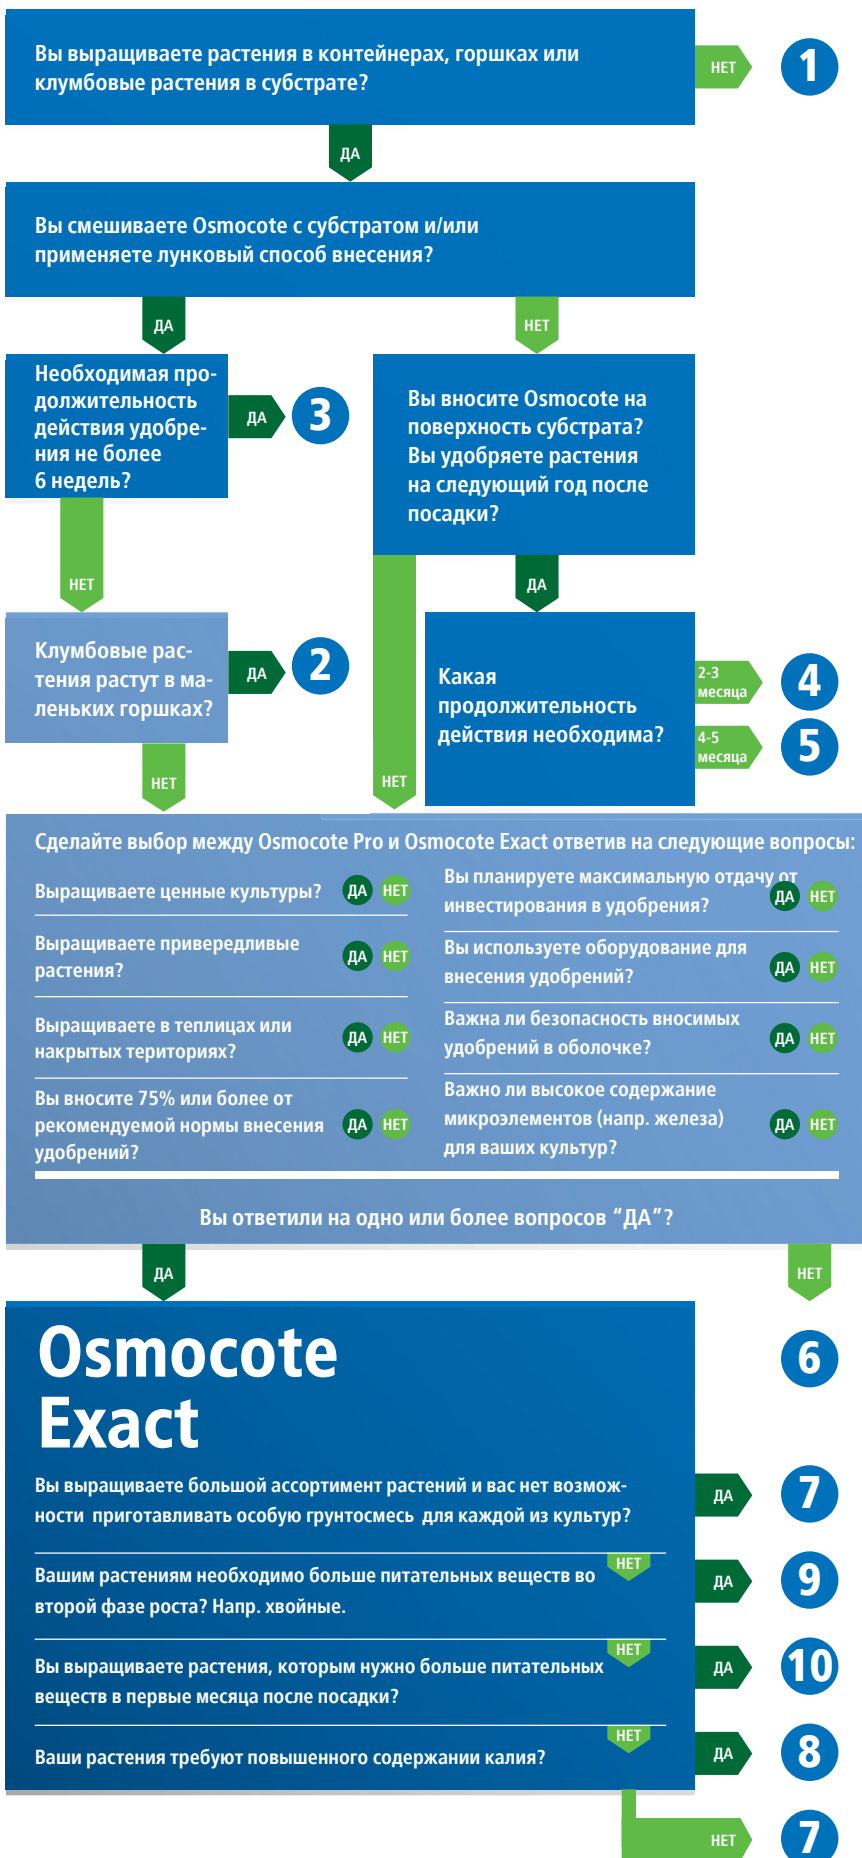 Вы выращиваете растения в контейнерах, горшках или
клумбовые растения в субстрате?
НЕТ
1
ДА
Вы смешиваете Osmocote с субстратом и/или
применяете лунковый способ внесения?
ДА
НЕТ
Необходимая про-
должительность
действия удобре-
ния не более
6 недель?
ДА
3
Вы вносите Osmocote на
поверхность субстрата?
Вы удобряете растения
на следующий год после
посадки?
НЕТ
ДА
Клумбовые рас-
тения растут в ма-
леньких горшках?
ДА
2
Какая
продолжительность
действия необходима?
2-3
месяца
4
4-5
месяца
5
НЕТ
НЕТ
Сделайте выбор между Osmocote Pro и Osmocote Exact ответив на следующие вопросы:
Выращиваете ценные культуры?
ДА НЕТ
Выращиваете привередливые
растения?
ДА НЕТ
Выращиваете в теплицах или
накрытых териториях?
ДА НЕТ
Вы вносите 75% или более от
рекомендуемой нормы внесения
удобрений?
ДА НЕТ
Вы планируете максимальную отдачу от
инвестирования в удобрения?
ДА НЕТ
Вы используете оборудование для
внесения удобрений?
ДА НЕТ
Важна ли безопасность вносимых
удобрений в оболочке?
ДА НЕТ
Важно ли высокое содержание
микроэлементов (напр. железа)
для ваших культур?
ДА НЕТ
Вы ответили на одно или более вопросов “ДА”?
ДА
НЕТ
6
Osmocote
Exact
Вы выращиваете большой ассортимент растений и вас нет возмож-
ности приготавливать особую грунтосмесь для каждой из культур?
ДА
7
НЕТ
Вашим растениям необходимо больше питательных веществ во
второй фазе роста? Напр. хвойные.
ДА
9
НЕТ
Вы выращиваете растения, которым нужно больше питательных
веществ в первые месяца после посадки?
ДА
10
НЕТ
Ваши растения требуют повышенного содержании калия?
ДА
8
НЕТ
7